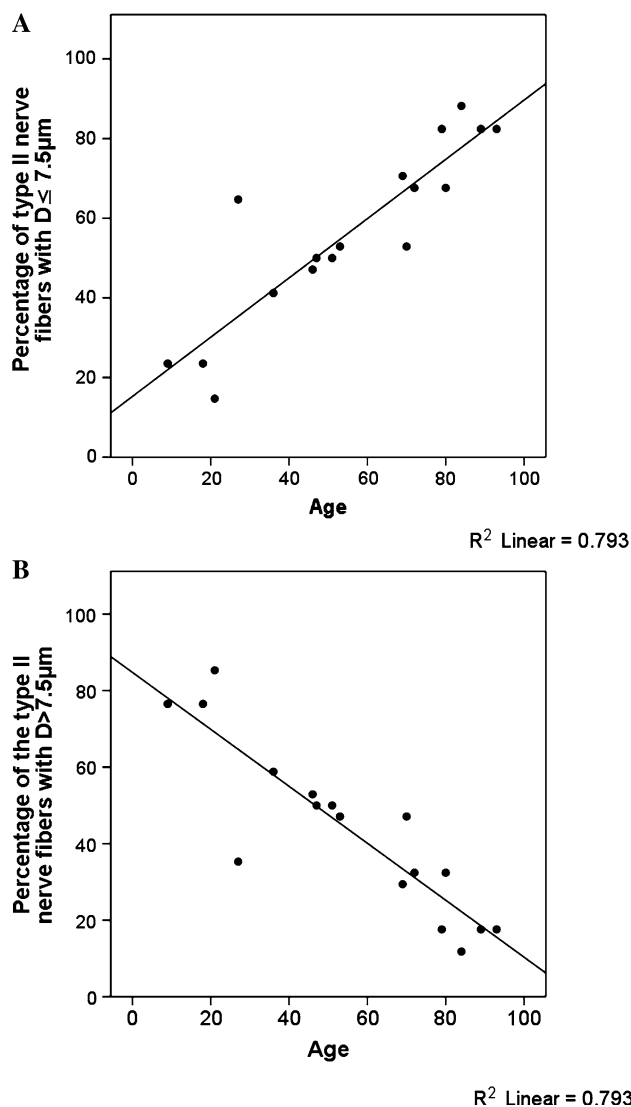 A
Percentage of type II nerve
fibers with D≤ 7.5µm
100
80
60
40
20
0
0 20 40 60 80 100
Age
R² Linear = 0.793
B
Percentage of the type II
nerve fibers with D>7.5µm
100
80
60
40
20
0
0 20 40 60 80 100
Age
R² Linear = 0.793